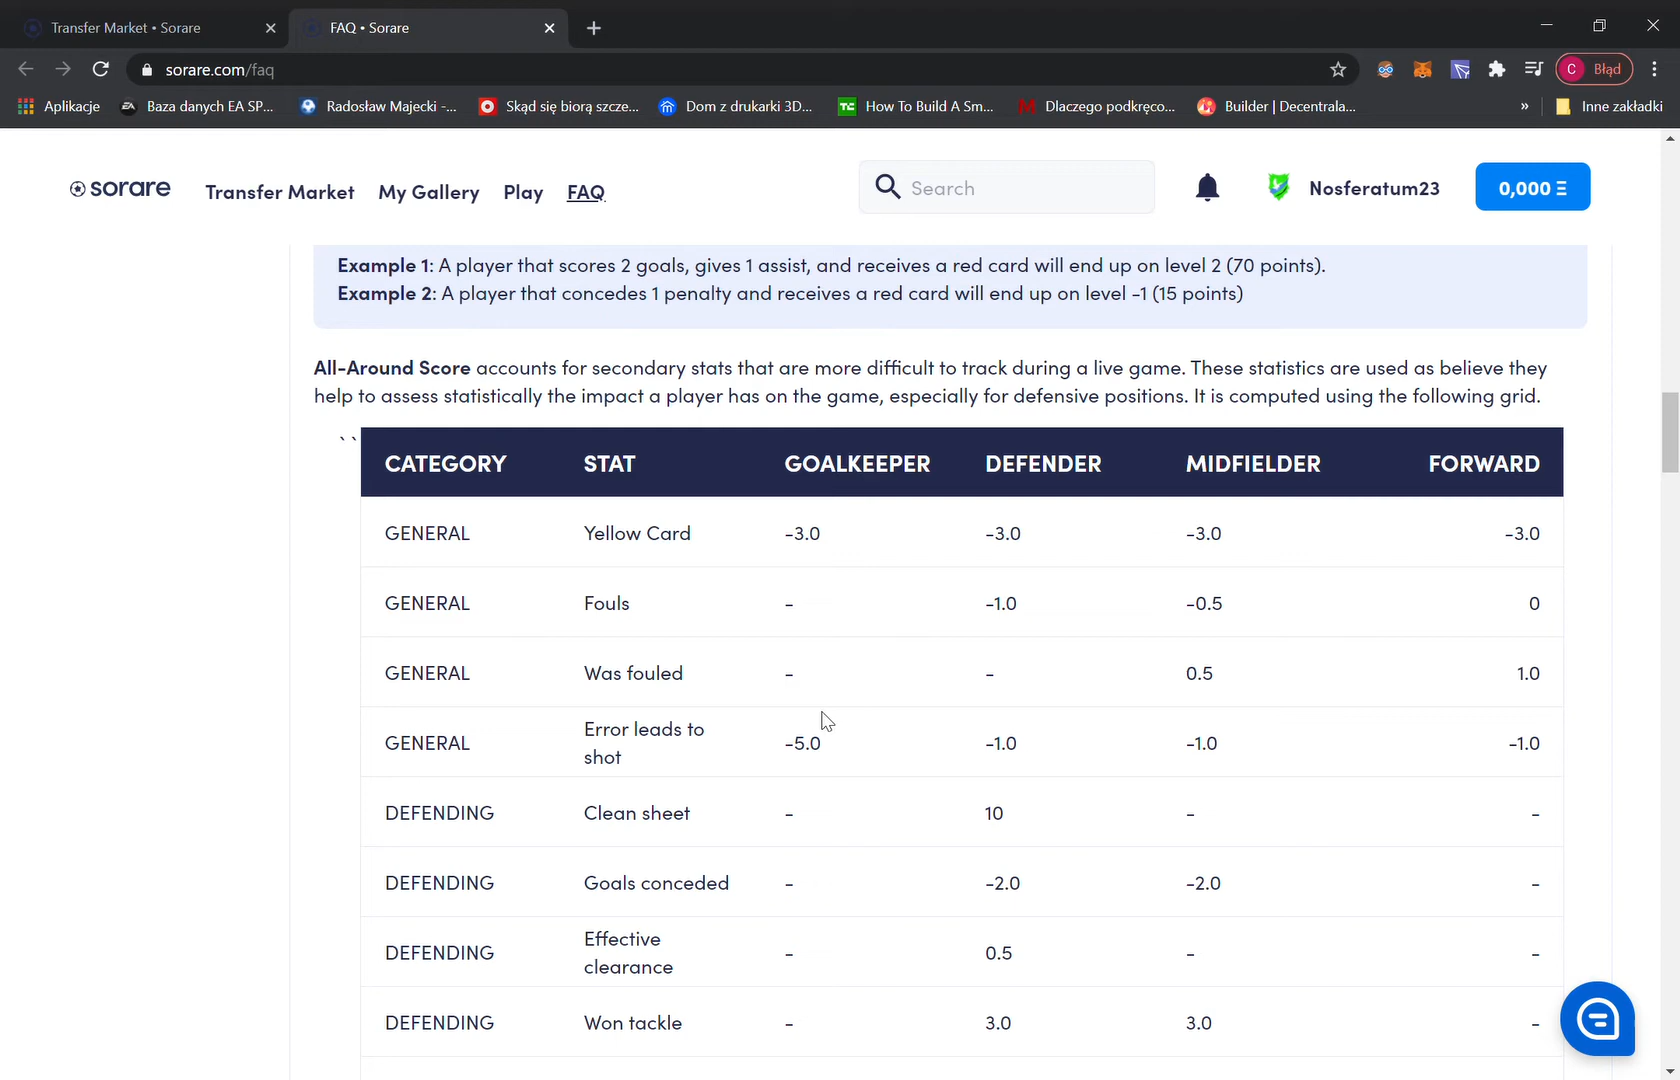 Transfer Market • Sorare
FAQ • Sorare
sorare.com/faq
C Błąd
Aplikacje
EA Baza danych EA SP...
Radosław Majecki -...
Skąd się biorą szcze...
Dom z drukarki 3D...
TC How To Build A Sm...
M Dlaczego podkręco...
Builder | Decentrala...
»
Inne zakładki
sorare
Transfer Market My Gallery Play FAQ
Search
Nosferatum23
0,000 Ξ
Example 1: A player that scores 2 goals, gives 1 assist, and receives a red card will end up on level 2 (70 points).
Example 2: A player that concedes 1 penalty and receives a red card will end up on level -1 (15 points)
All-Around Score accounts for secondary stats that are more difficult to track during a live game. These statistics are used as believe they
help to assess statistically the impact a player has on the game, especially for defensive positions. It is computed using the following grid.
``
CATEGORY STAT GOALKEEPER DEFENDER MIDFIELDER FORWARD
GENERAL Yellow Card -3.0 -3.0 -3.0 -3.0
GENERAL Fouls - -1.0 -0.5 0
GENERAL Was fouled - - 0.5 1.0
GENERAL Error leads to shot -5.0 -1.0 -1.0 -1.0
DEFENDING Clean sheet - 10 - -
DEFENDING Goals conceded - -2.0 -2.0 -
DEFENDING Effective clearance - 0.5 - -
DEFENDING Won tackle - 3.0 3.0 -